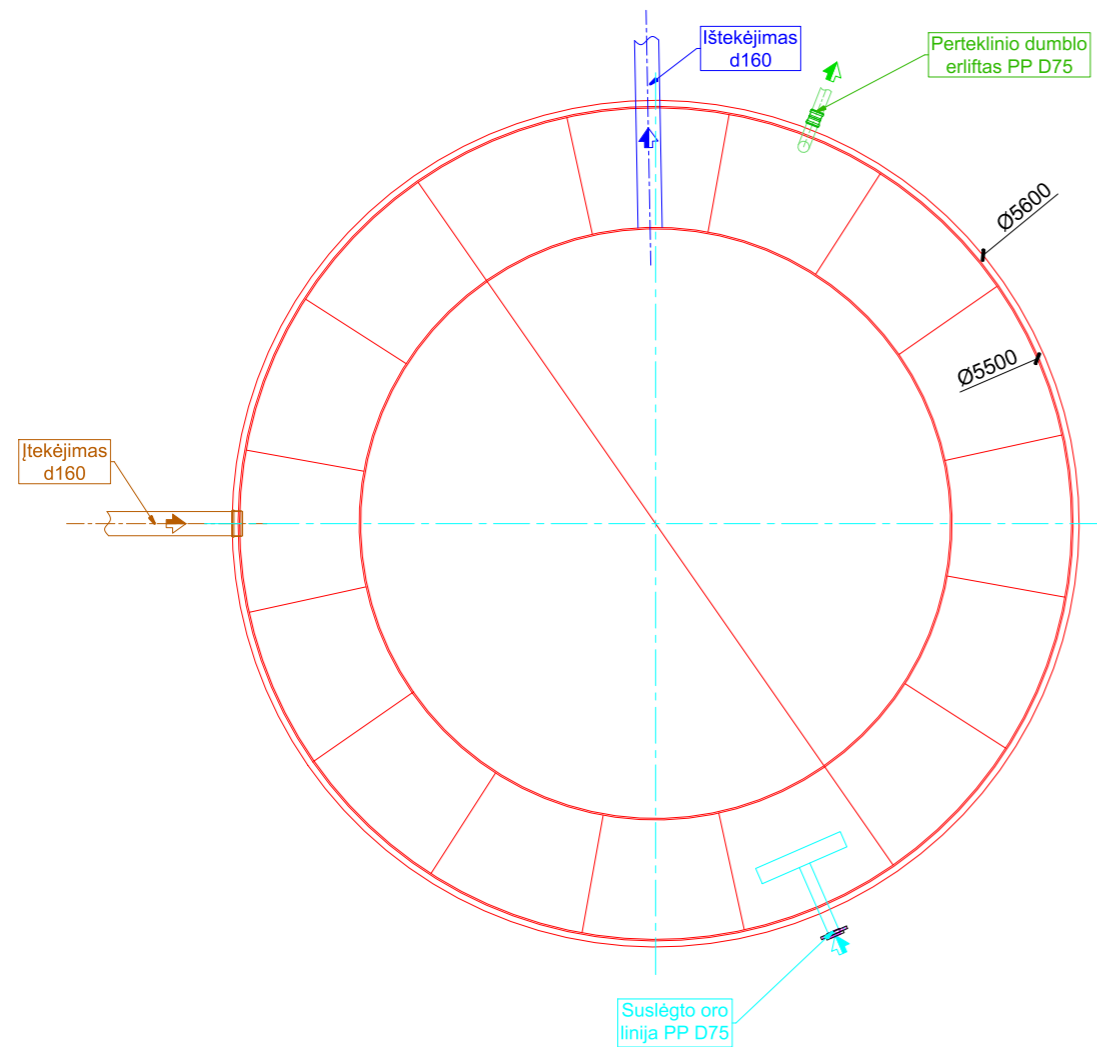 Ištekėjimas
d160
Perteklinio dumblo
erliftas PP D75
Ø5600
Ø5500
Įtekėjimas
d160
Suslėgto oro
linija PP D75